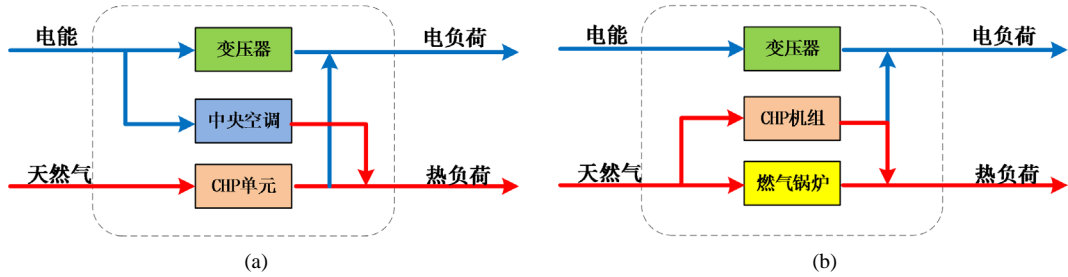 电能
变压器
电负荷
中央空调
天然气
CHP单元
热负荷
(a)
电能
变压器
电负荷
CHP机组
天然气
燃气锅炉
热负荷
(b)